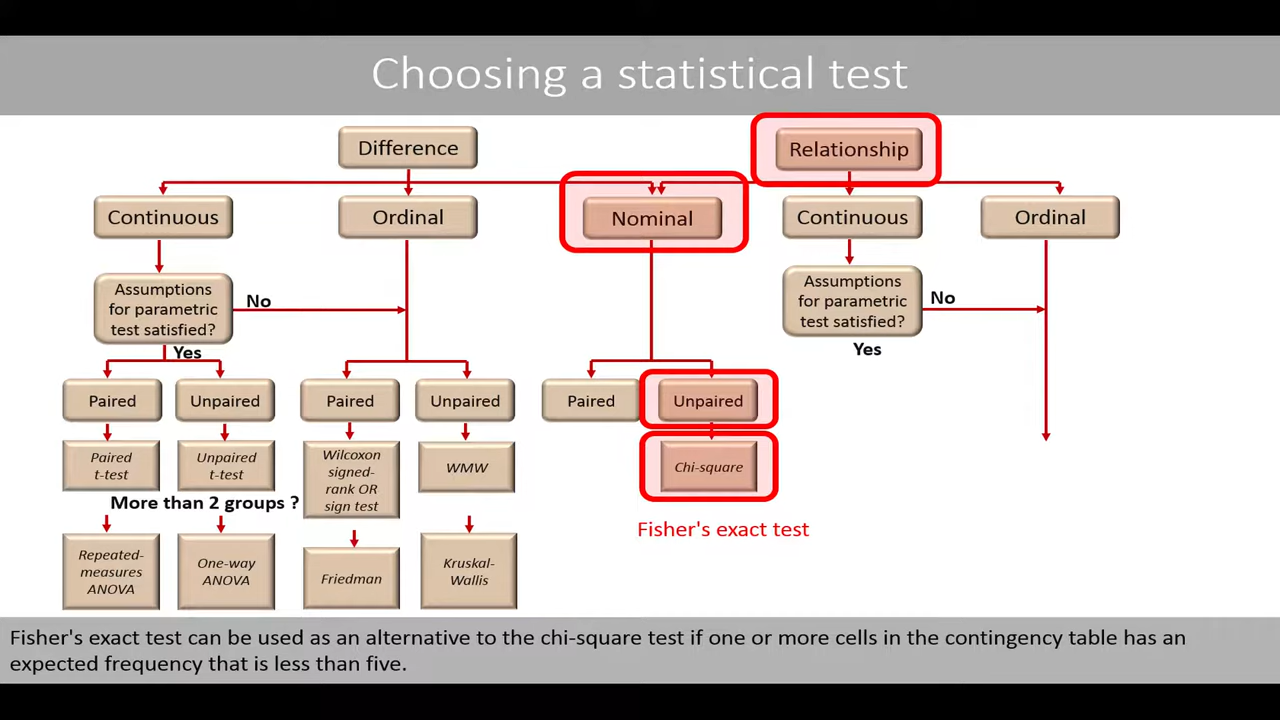 Choosing a statistical test
Difference
Relationship
Continuous
Ordinal
Nominal
Continuous
Ordinal
Assumptions
for parametric
test satisfied?
No
Yes
Assumptions
for parametric
test satisfied?
No
Yes
Paired
Unpaired
Paired
Unpaired
Paired
Unpaired
Paired
t-test
Unpaired
t-test
Wilcoxon
signed-
rank OR
sign test
WMW
Chi-square
More than 2 groups ?
Fisher's exact test
Repeated-
measures
ANOVA
One-way
ANOVA
Friedman
Kruskal-
Wallis
Fisher's exact test can be used as an alternative to the chi-square test if one or more cells in the contingency table has an
expected frequency that is less than five.